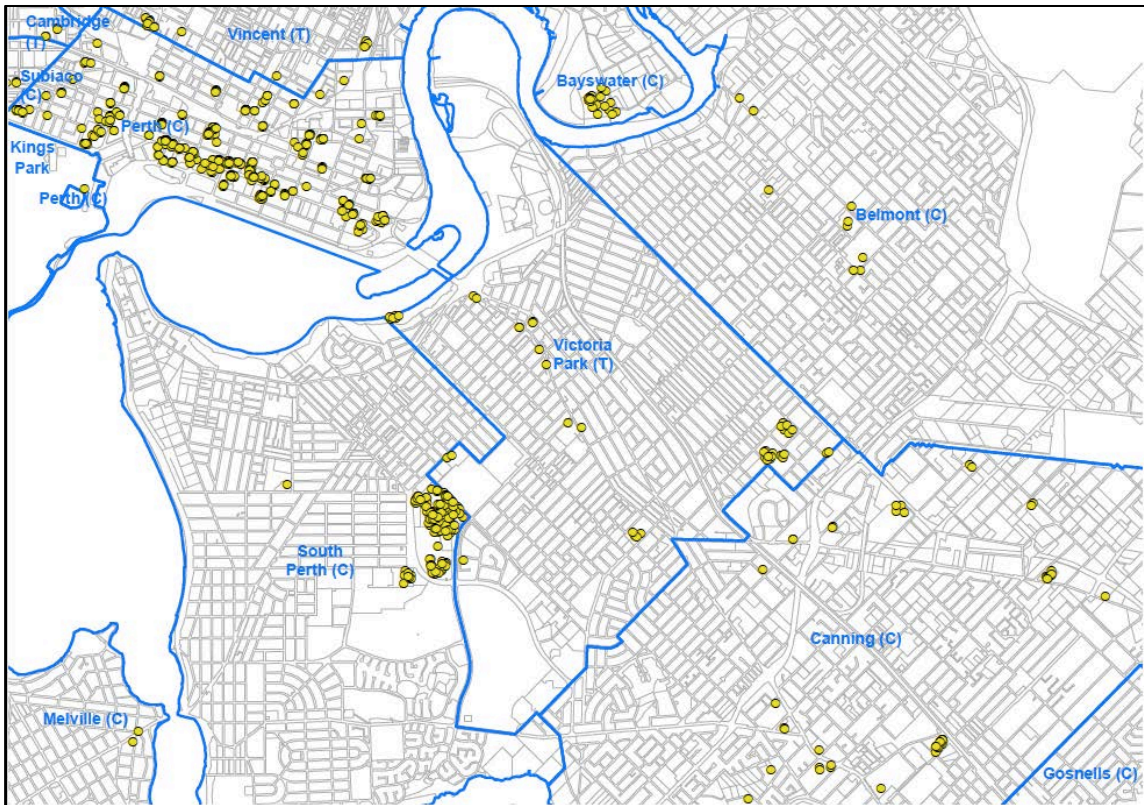 Cambridge
(T)
Vincent (T)
Subiaco
(C)
Bayswater (C)
Perth (C)
Kings
Park
Perth (C)
Belmont (C)
Victoria
Park (T)
South
Perth (C)
Canning (C)
Melville (C)
Gosnells (C)